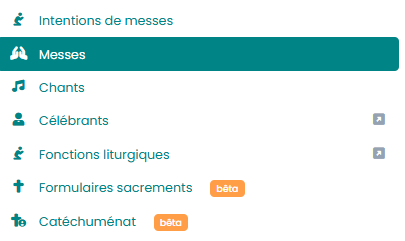 Intentions de messes
Messes
Chants
Célébrants
Fonctions liturgiques
Formulaires sacrements bêta
Catéchuménat bêta